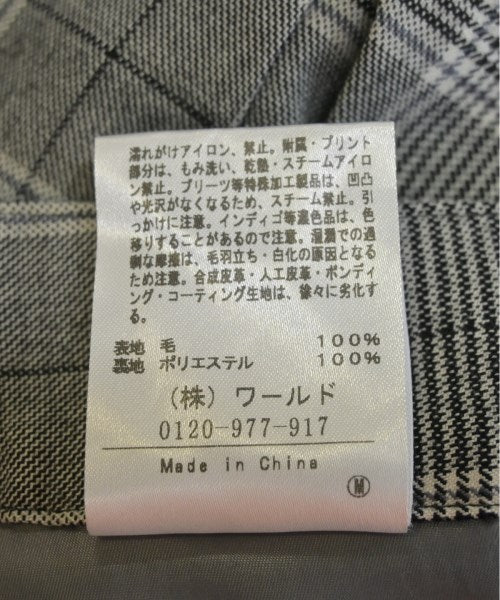 濡れがけアイロン、禁止。附属・プリント
部分は、もみ洗い、乾熱・スチームアイロ
ン禁止。プリーツ等特殊加工製品は、凹凸
や光沢がなくなるため、スチーム禁止。引
っかけに注意。インディゴ等濃色品は、色
移りすることがあるので注意。湿潤での過
剰な摩擦は、毛羽立ち・白化の原因となる
ため注意。合成皮革・人工皮革・ボンディ
ング・コーティング生地は、徐々に劣化す
る。
表地 毛 100%
裏地 ポリエステル 100%
(株) ワールド
0120-977-917
Made in China
M